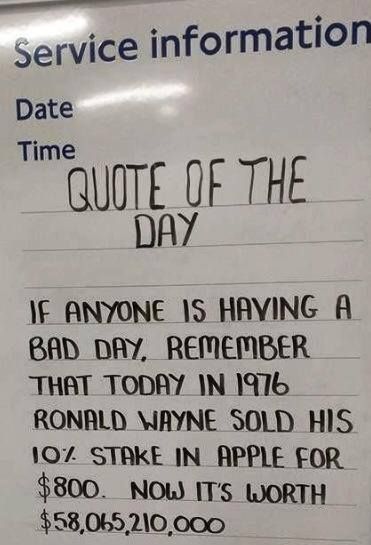 Service information
Date
Time
QUOTE OF THE
DAY
IF ANYONE IS HAVING A
BAD DAY, REMEMBER
THAT TODAY IN 1976
RONALD WAYNE SOLD HIS
10% STAKE IN APPLE FOR
$800. NOW IT'S WORTH
$58,065,210,000